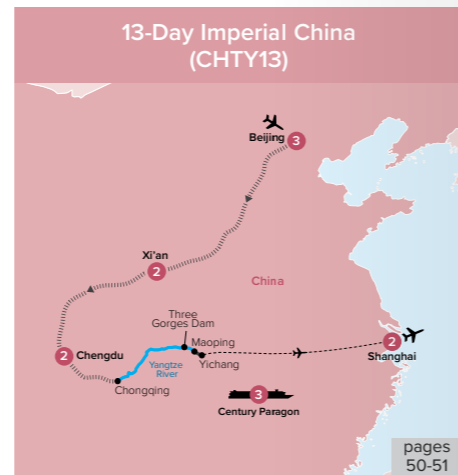 13-Day Imperial China
(CHTY13)
Beijing
3
Xi'an
2
China
Three
Gorges Dam
Maoping
Yichang
2
Shanghai
2
Chengdu
Yangtze
River
Chongqing
3
Century Paragon
pages
50-51